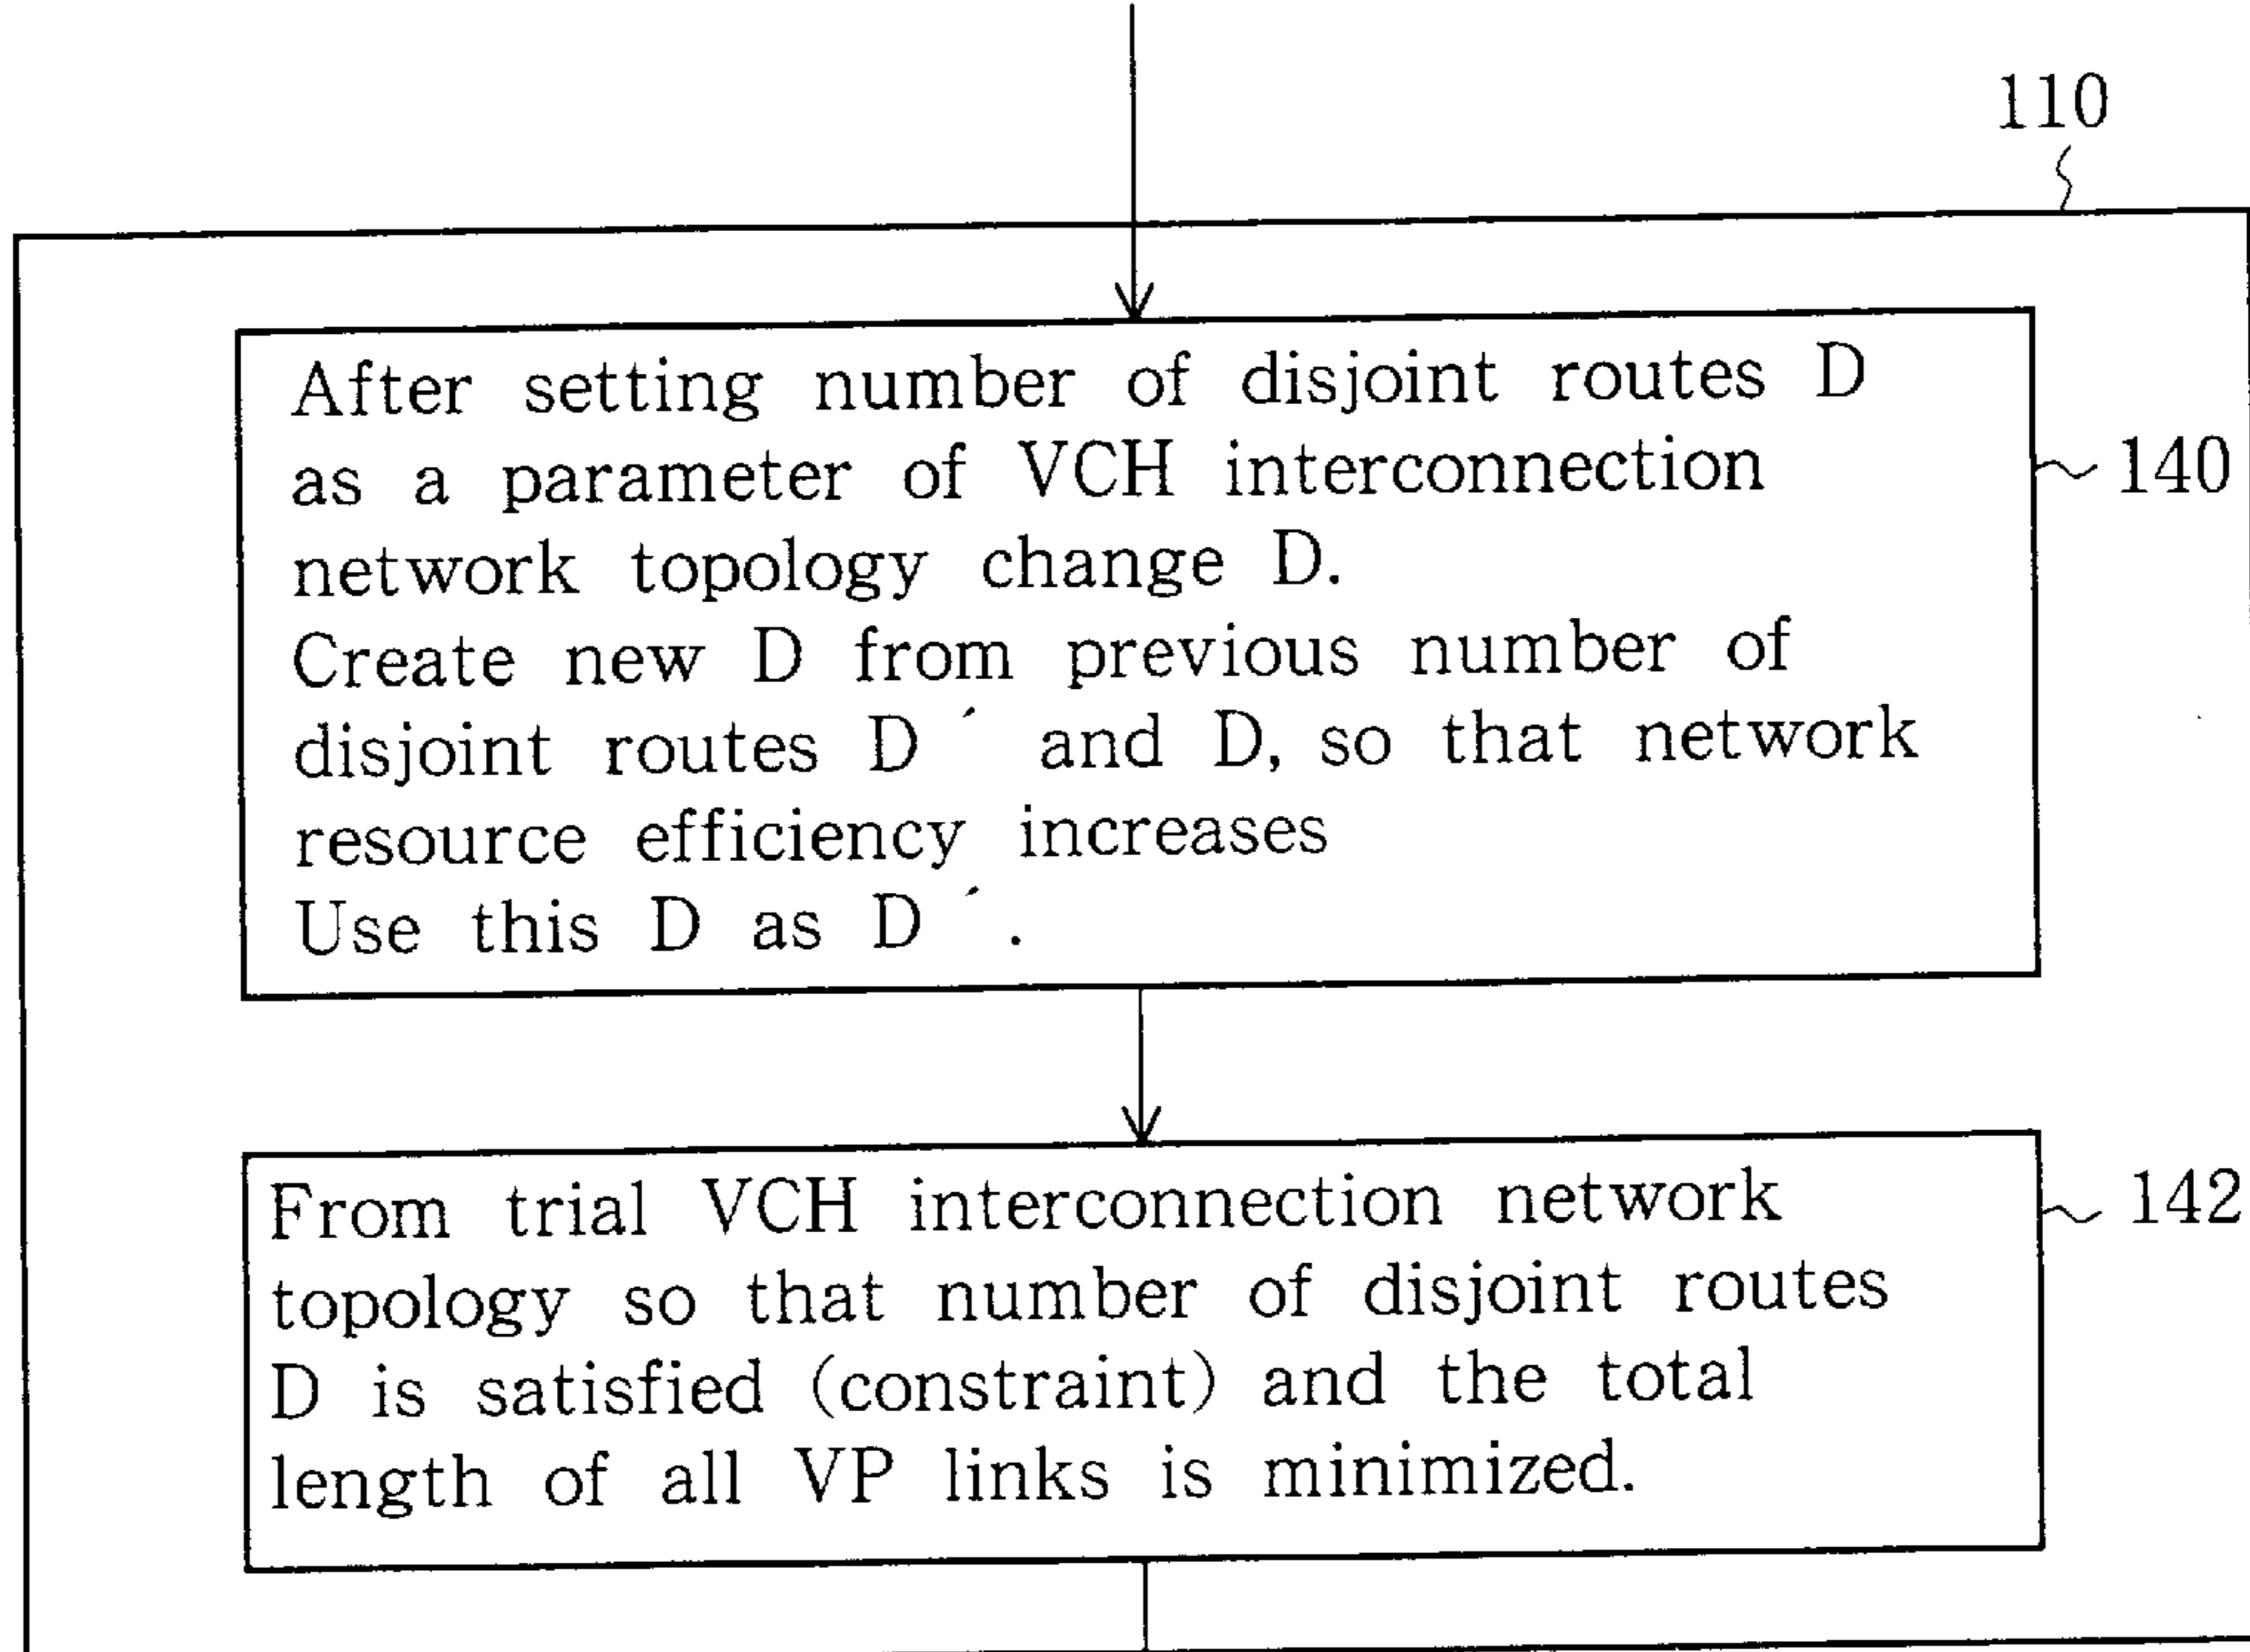 110
After setting number of disjoint routes D
as a parameter of VCH interconnection
network topology change D.
Create new D from previous number of
disjoint routes D´ and D, so that network
resource efficiency increases
Use this D as D´.
140
From trial VCH interconnection network
topology so that number of disjoint routes
D is satisfied (constraint) and the total
length of all VP links is minimized.
142